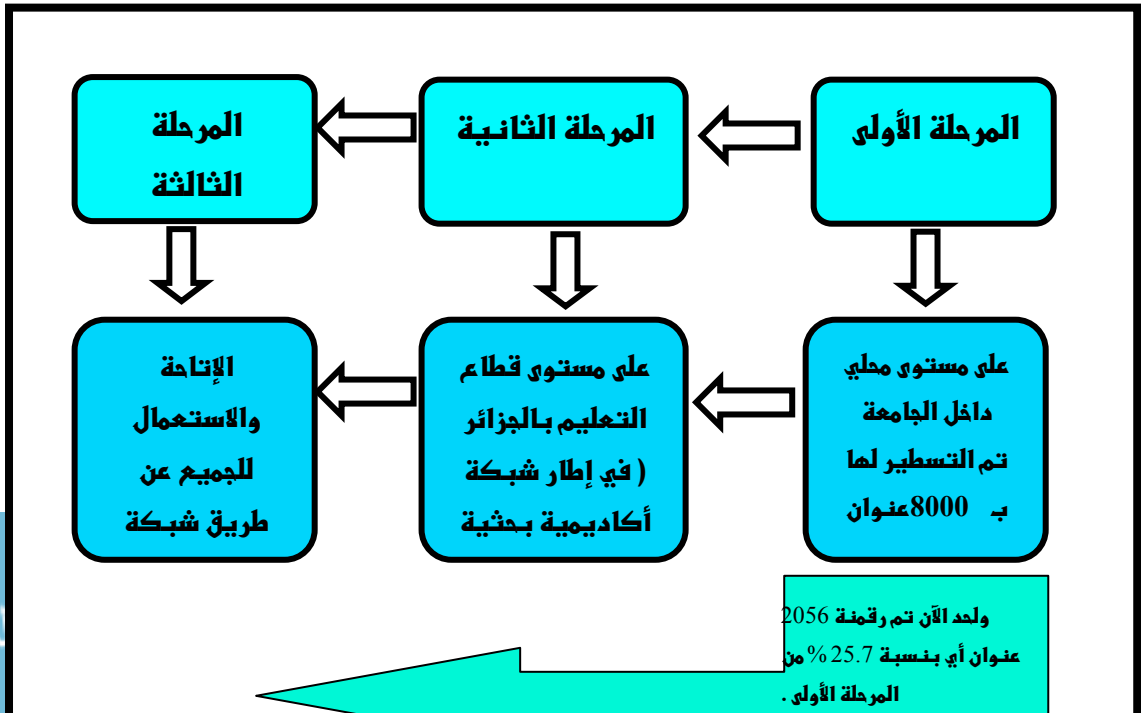 المرحلة الأولى
المرحلة الثانية
المرحلة
الثالثة
على مستوى محلي
داخل الجامعة
تم التسطير لها
ب 8000عنوان
على مستوى قطاع
التعليم بالجزائر
( في إطار شبكة
أكاديمية بحثية
الإتاحة
والاستعمال
للجميع عن
طريق شبكة
ولحد الآن تم رقمنة 2056
عنوان أي بنسبة 25.7 %من
المرحلة الأولى .